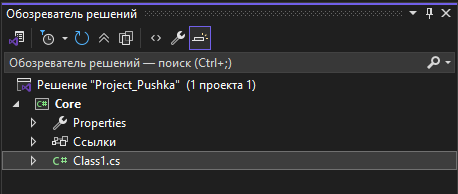 Обозреватель решений
Обозреватель решений — поиск (Ctrl+;)
Решение "Project_Pushka" (1 проекта 1)
C# Core
Properties
Ссылки
C# Class1.cs